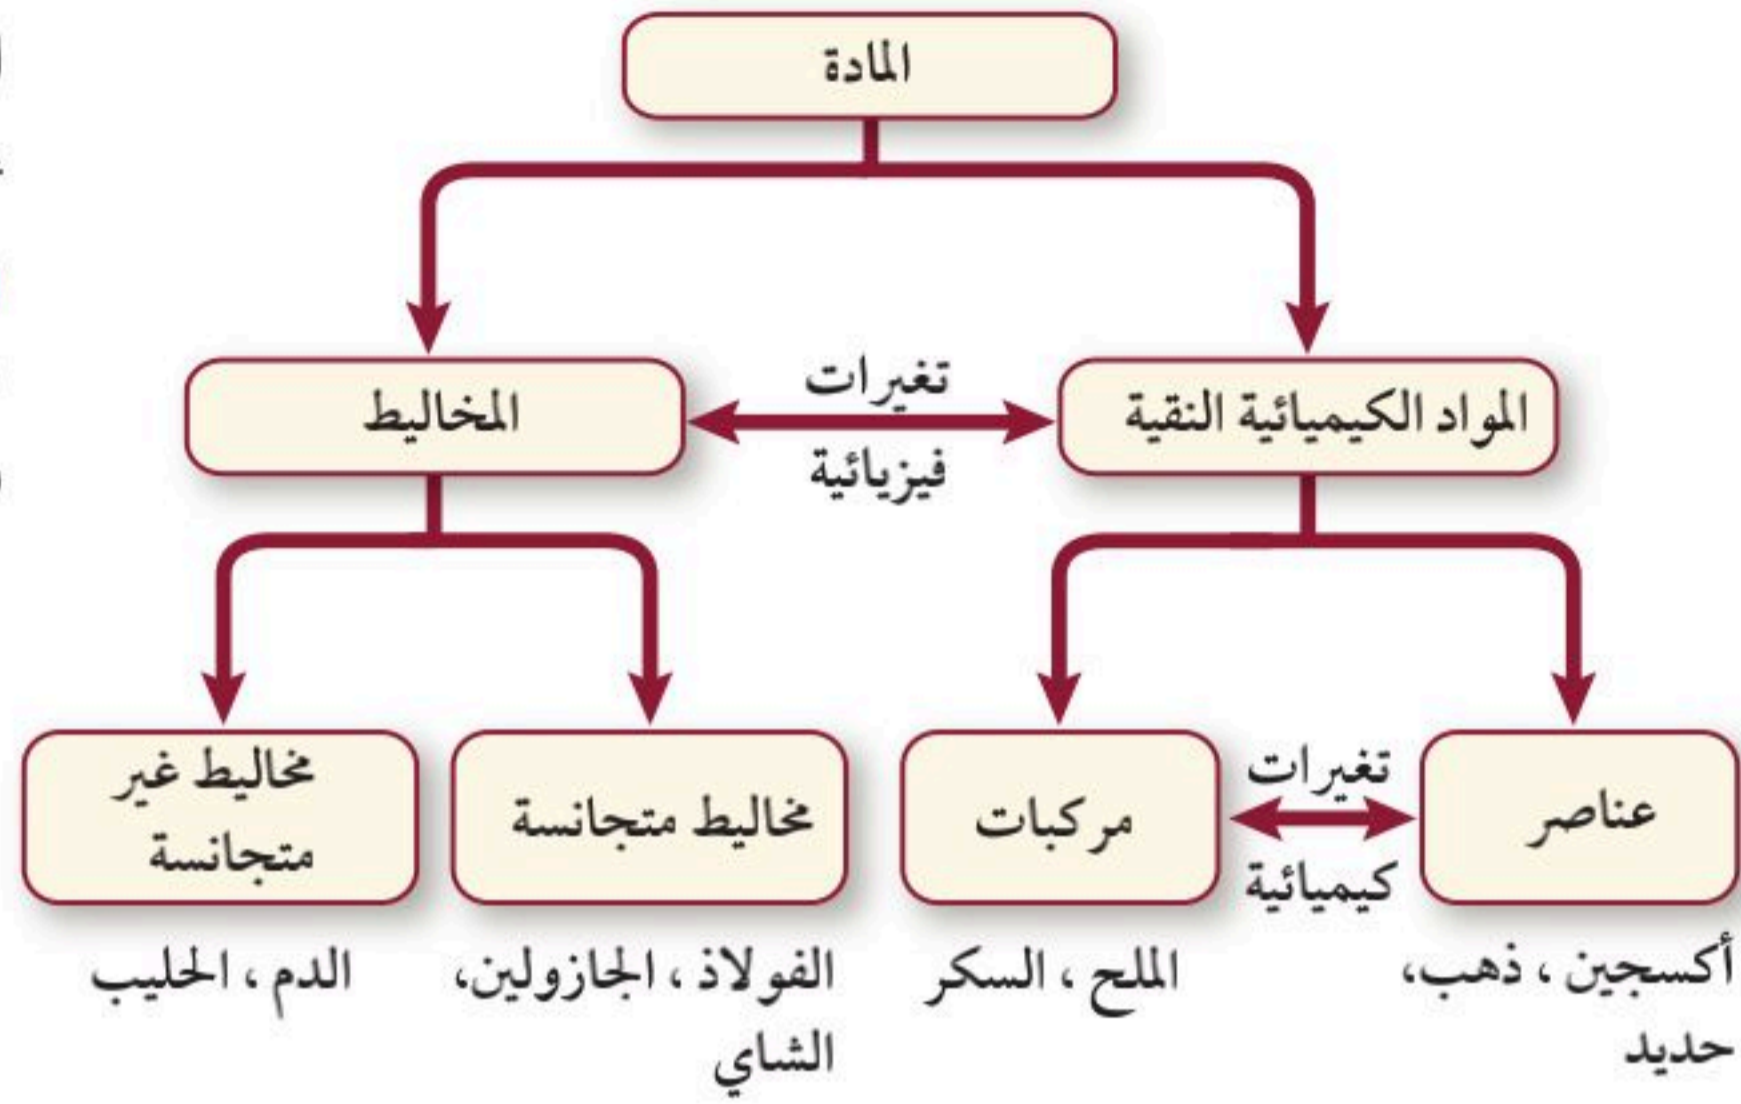 المادة
المواد الكيميائية النقية
تغيرات
فيزيائية
المخاليط
عناصر
تغيرات
كيميائية
مركبات
مخاليط متجانسة
مخاليط غير
متجانسة
أكسجين ، ذهب،
حديد
الملح ، السكر
الفولاذ ، الجازولين،
الشاي
الدم ، الحليب